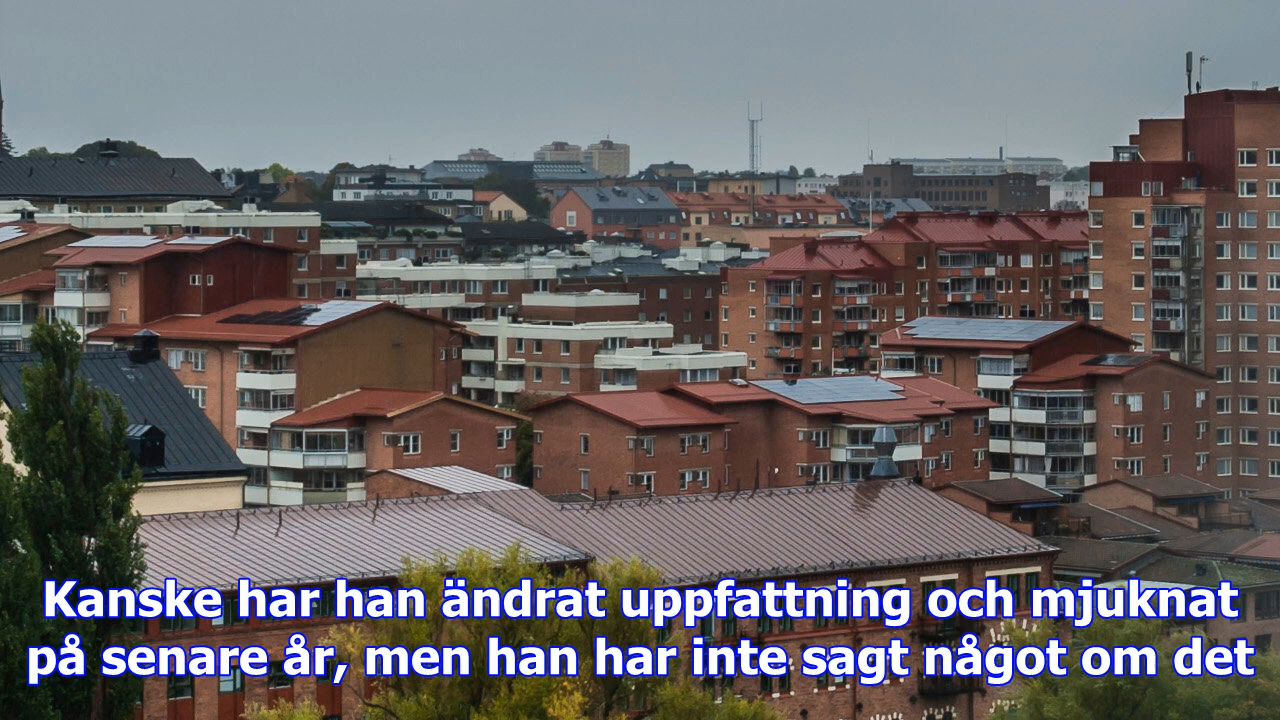 Kanske har han ändrat uppfattning och mjuknat
på senare år, men han har inte sagt något om det